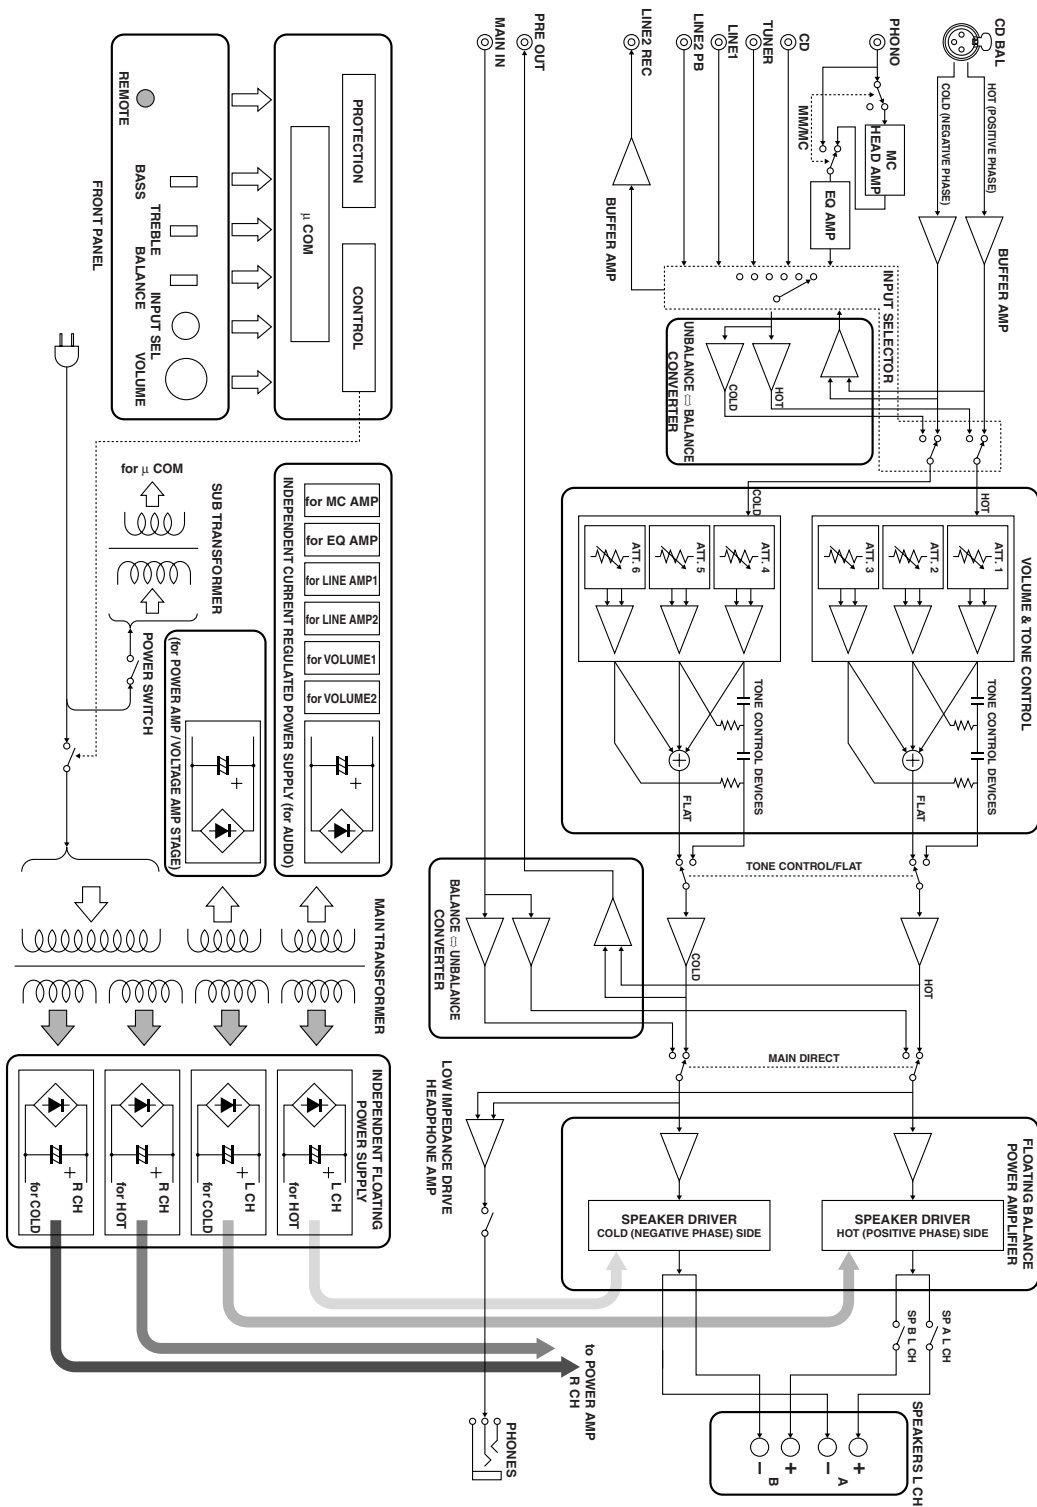 CD BAL
PHONO
CD
TUNER
LINE1
LINE2 PB
LINE2 REC
PRE OUT
MAIN IN
HOT (POSITIVE PHASE)
COLD (NEGATIVE PHASE)
MM/MC
MC
HEAD AMP
EQ AMP
BUFFER AMP
BUFFER AMP
INPUT SELECTOR
HOT
COLD
UNBALANCE ⇔ BALANCE
CONVERTER
HOT
COLD
VOLUME & TONE CONTROL
ATT. 1
ATT. 2
ATT. 3
ATT. 4
ATT. 5
ATT. 6
TONE CONTROL DEVICES
TONE CONTROL DEVICES
FLAT
FLAT
TONE CONTROL/FLAT
HOT
COLD
BALANCE ⇔ UNBALANCE
CONVERTER
MAIN DIRECT
FLOATING BALANCE
POWER AMPLIFIER
SPEAKER DRIVER
HOT (POSITIVE PHASE) SIDE
SPEAKER DRIVER
COLD (NEGATIVE PHASE) SIDE
LOW IMPEDANCE DRIVE
HEADPHONE AMP
SP A L CH
SP B L CH
SPEAKERS L CH
+
−
A
+
−
B
PHONES
to POWER AMP
R CH
PROTECTION
CONTROL
μ COM
REMOTE
BASS
TREBLE
BALANCE
INPUT SEL
VOLUME
FRONT PANEL
for μ COM
SUB TRANSFORMER
POWER SWITCH
for MC AMP
for EQ AMP
for LINE AMP1
for LINE AMP2
for VOLUME1
for VOLUME2
+
INDEPENDENT CURRENT REGULATED POWER SUPPLY (for AUDIO)
+
(for POWER AMP / VOLTAGE AMP STAGE)
MAIN TRANSFORMER
INDEPENDENT FLOATING
POWER SUPPLY
+
L CH
for HOT
+
L CH
for COLD
+
R CH
for HOT
+
R CH
for COLD